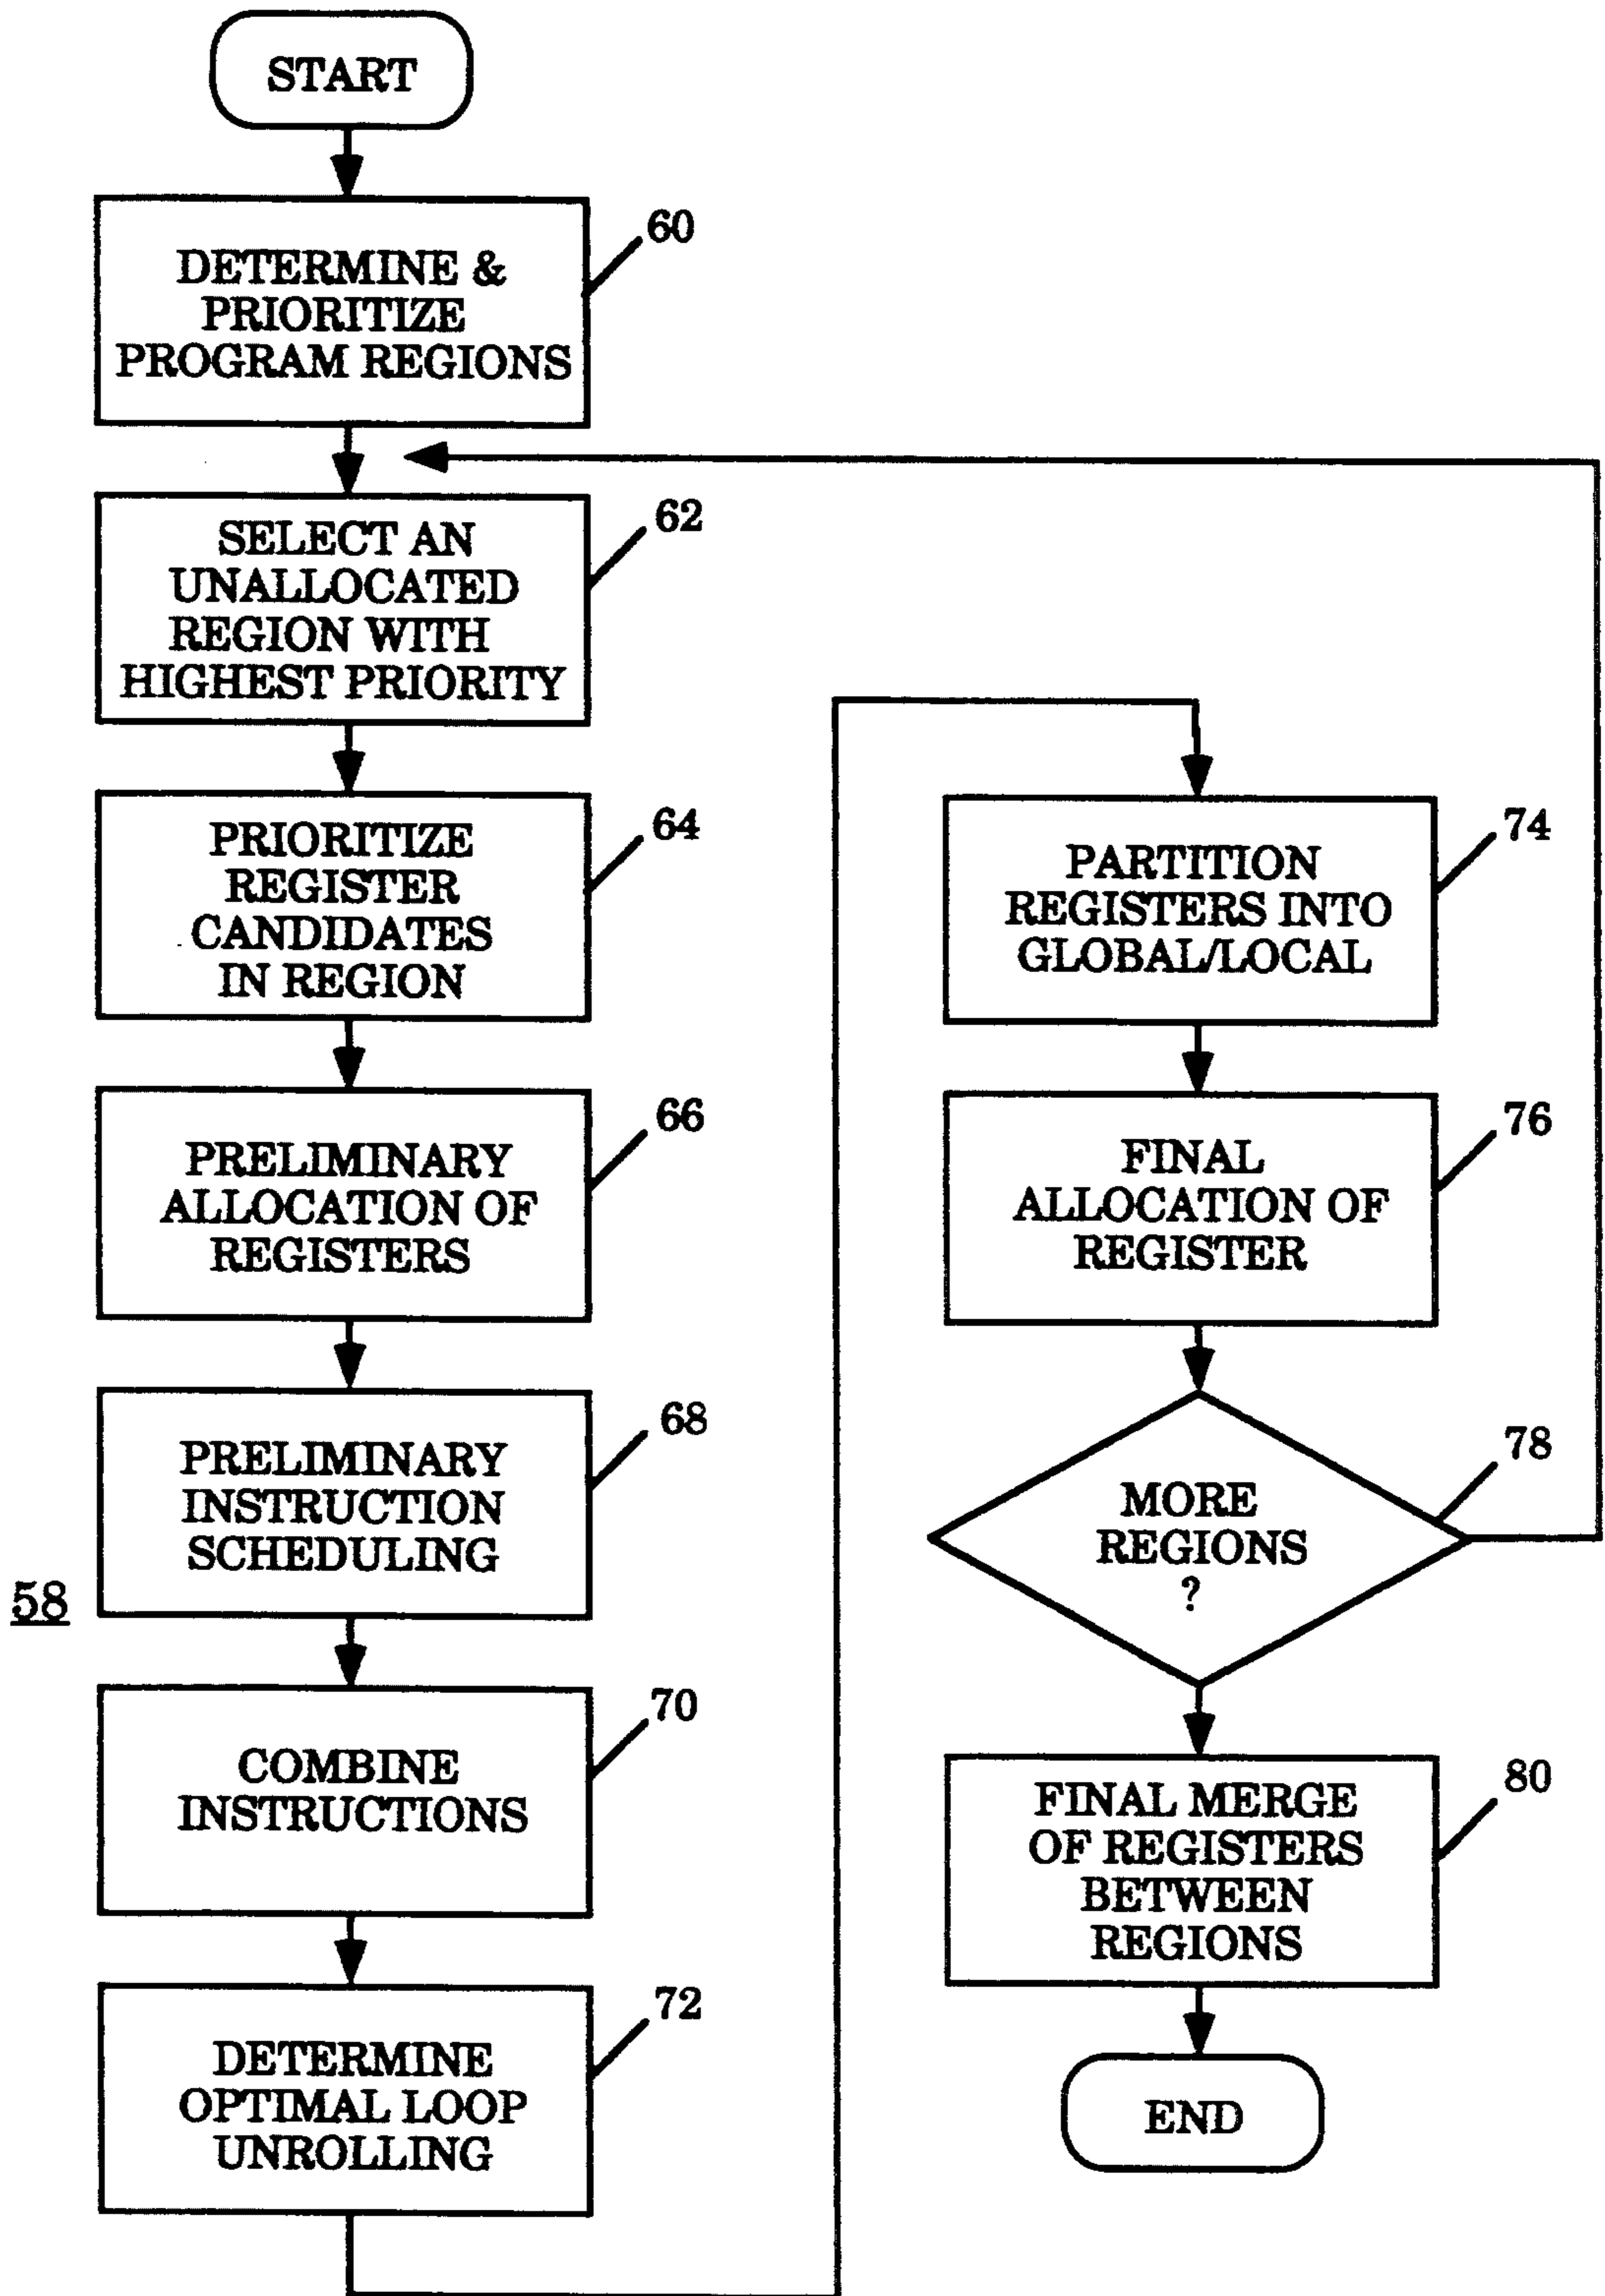 START
60
DETERMINE &
PRIORITIZE
PROGRAM REGIONS
62
SELECT AN
UNALLOCATED
REGION WITH
HIGHEST PRIORITY
64
PRIORITIZE
REGISTER
CANDIDATES
IN REGION
66
PRELIMINARY
ALLOCATION OF
REGISTERS
68
PRELIMINARY
INSTRUCTION
SCHEDULING
58
70
COMBINE
INSTRUCTIONS
72
DETERMINE
OPTIMAL LOOP
UNROLLING
74
PARTITION
REGISTERS INTO
GLOBAL/LOCAL
76
FINAL
ALLOCATION OF
REGISTER
78
MORE
REGIONS
?
80
FINAL MERGE
OF REGISTERS
BETWEEN
REGIONS
END